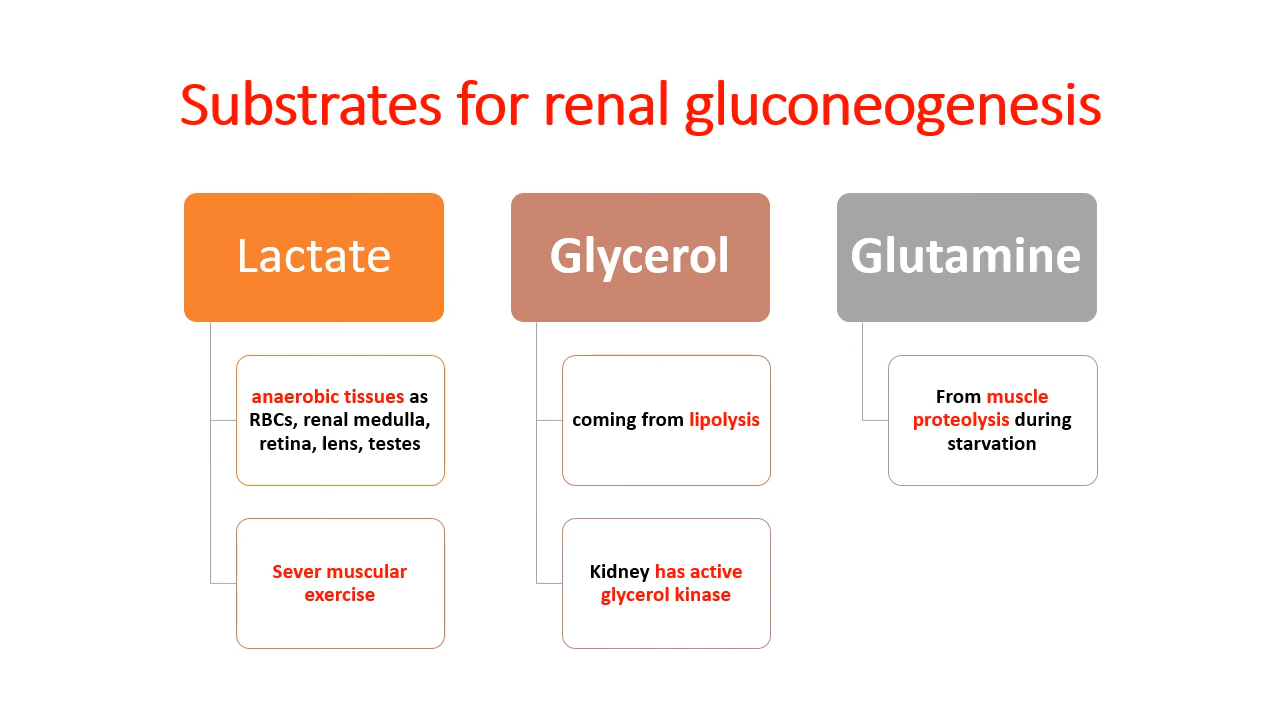 Substrates for renal gluconeogenesis
Lactate
anaerobic tissues as
RBCs, renal medulla,
retina, lens, testes
Sever muscular
exercise
Glycerol
coming from lipolysis
Kidney has active
glycerol kinase
Glutamine
From muscle
proteolysis during
starvation